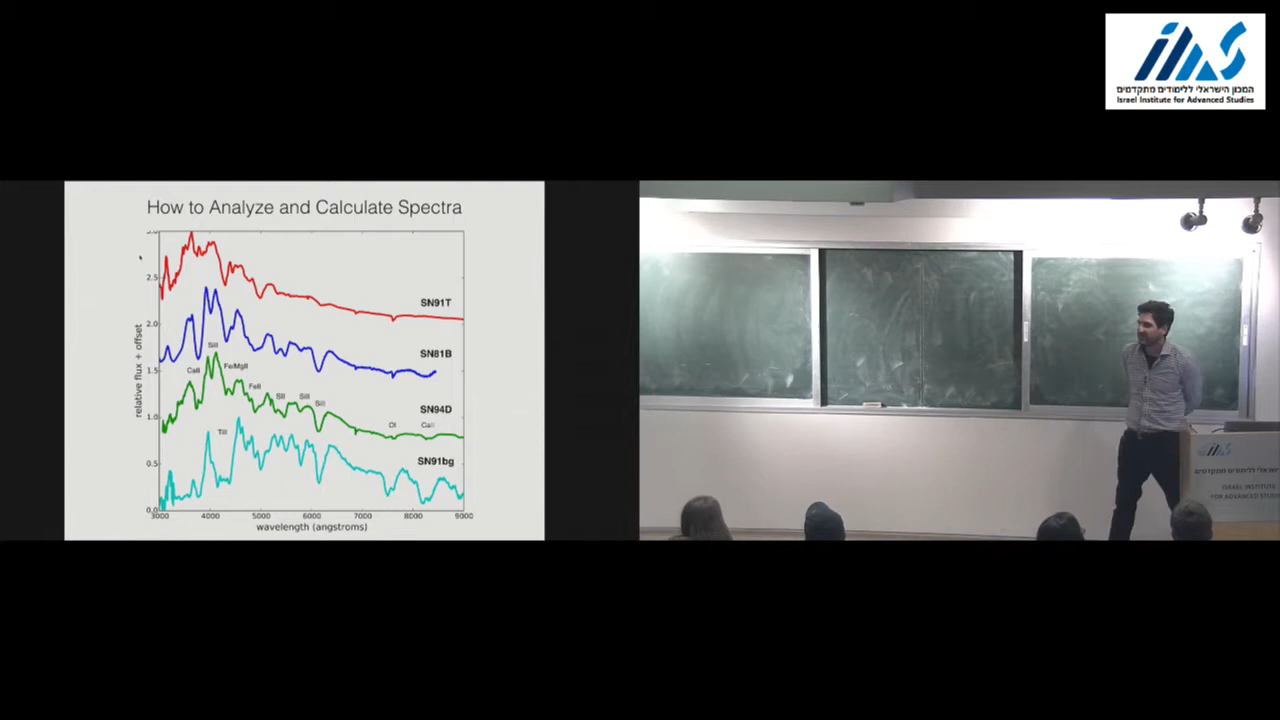 How to Analyze and Calculate Spectra
relative flux + offset
2.5
2.0
1.5
1.0
0.5
0.0
SN91T
SN81B
SiII
CaII
Fe/MgII
FeII
SII
SiII
SiII
OI
CaII
SN94D
TiII
SN91bg
3000 4000 5000 6000 7000 8000 9000
wavelength (angstroms)
המכון הישראלי ללימודים מתקדמים
Israel Institute for Advanced Studies
ISRAEL INSTITUTE
FOR ADVANCED